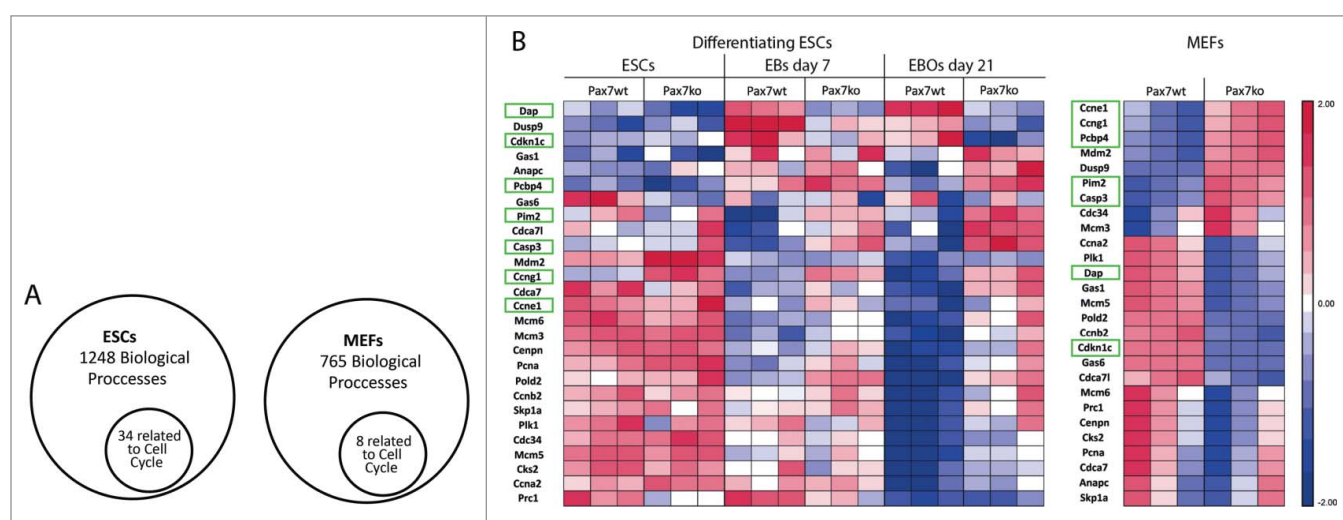 A
ESCs
1248 Biological
Proccesses
34 related
to Cell
Cycle
MEFs
765 Biological
Proccesses
8 related
to Cell
Cycle
B
Differentiating ESCs
ESCs
EBs day 7
EBOs day 21
Pax7wt
Pax7ko
Pax7wt
Pax7ko
Pax7wt
Pax7ko
Dap
Dusp9
Cdkn1c
Gas1
Anapc
Pcbp4
Gas6
Pim2
Cdca7l
Casp3
Mdm2
Ccng1
Cdca7
Ccne1
Mcm6
Mcm3
Cenpn
Pcna
Pold2
Ccnb2
Skp1a
Plk1
Cdc34
Mcm5
Cks2
Ccna2
Prc1
MEFs
Pax7wt
Pax7ko
Ccne1
Ccng1
Pcbp4
Mdm2
Dusp9
Pim2
Casp3
Cdc34
Mcm3
Ccna2
Plk1
Dap
Gas1
Mcm5
Pold2
Ccnb2
Cdkn1c
Gas6
Cdca7l
Mcm6
Prc1
Cenpn
Cks2
Pcna
Cdca7
Anapc
Skp1a
2.00
0.00
-2.00